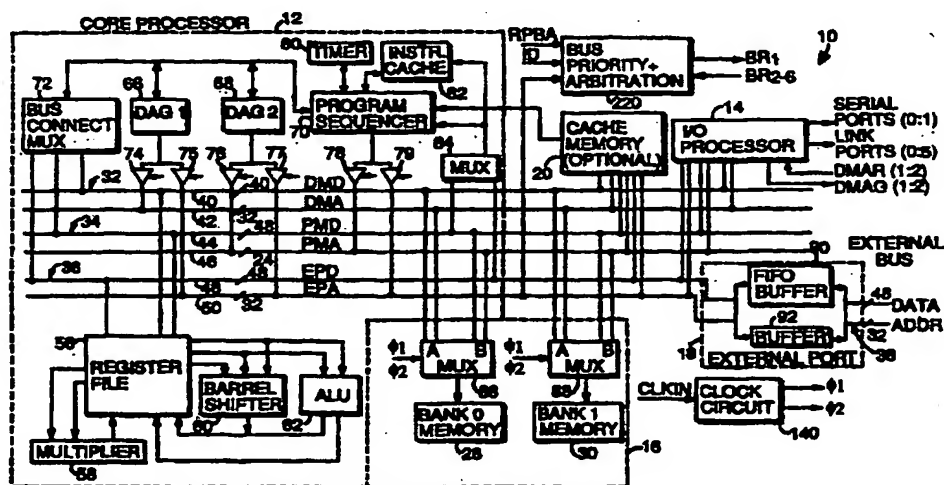 CORE PROCESSOR
12
80
TIMER
INSTR.
CACHE
62
RPBA
ID
BUS
PRIORITY+
ARBITRATION
220
BR1
BR2-6
10
72
BUS
CONNECT
MUX
66
DAG 1
68
DAG 2
70
PROGRAM
SEQUENCER
64
MUX
CACHE
MEMORY
(OPTIONAL)
20
14
I/O
PROCESSOR
SERIAL
PORTS (0:1)
LINK
PORTS (0:5)
DMAR (1:2)
DMAG (1:2)
74
75
76
77
78
79
32
40
DMD
40
32
DMA
34
42
48
PMD
44
PMA
46
24
36
48
EPD
48
EPA
50
32
90
EXTERNAL
BUS
FIFO
BUFFER
92
BUFFER
48
DATA
ADDR
32
38
18
EXTERNAL PORT
56
REGISTER
FILE
BARREL
SHIFTER
60
ALU
62
MULTIPLIER
58
Φ1
Φ2
A
B
MUX
86
BANK 0
MEMORY
28
Φ1
Φ2
A
B
MUX
88
BANK 1
MEMORY
30
16
CLKIN
CLOCK
CIRCUIT
140
Φ1
Φ2